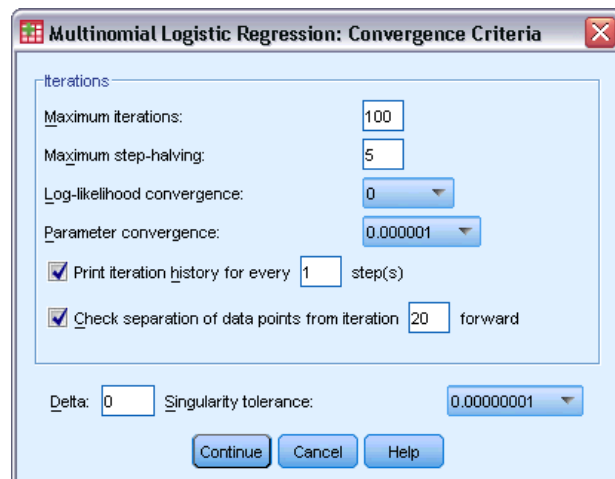 Multinomial Logistic Regression: Convergence Criteria
Iterations
Maximum iterations: 100
Maximum step-halving: 5
Log-likelihood convergence: 0
Parameter convergence: 0.000001
Print iteration history for every 1 step(s)
Check separation of data points from iteration 20 forward
Delta: 0 Singularity tolerance: 0.00000001
Continue Cancel Help